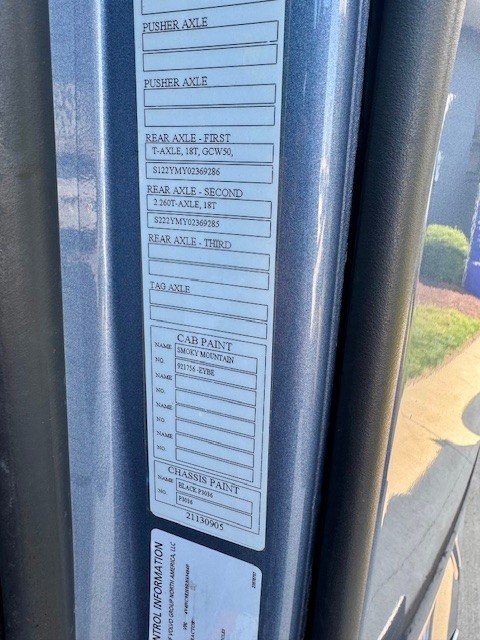 PUSHER AXLE
PUSHER AXLE
REAR AXLE - FIRST
T-AXLE, 18T, GCW50,
S122YMY02369286
REAR AXLE - SECOND
2.260T-AXLE, 18T
S222YMY02369285
REAR AXLE - THIRD
TAG AXLE
CAB PAINT
NAME SMOKY MOUNTAIN
NO. 921756 -EYBE
NAME
NO.
NAME
NO.
NAME
NO.
CHASSIS PAINT
NAME BLACK P3036
NO. P3036
21130905
NTROL INFORMATION
VOLVO GROUP NORTH AMERICA, LLC